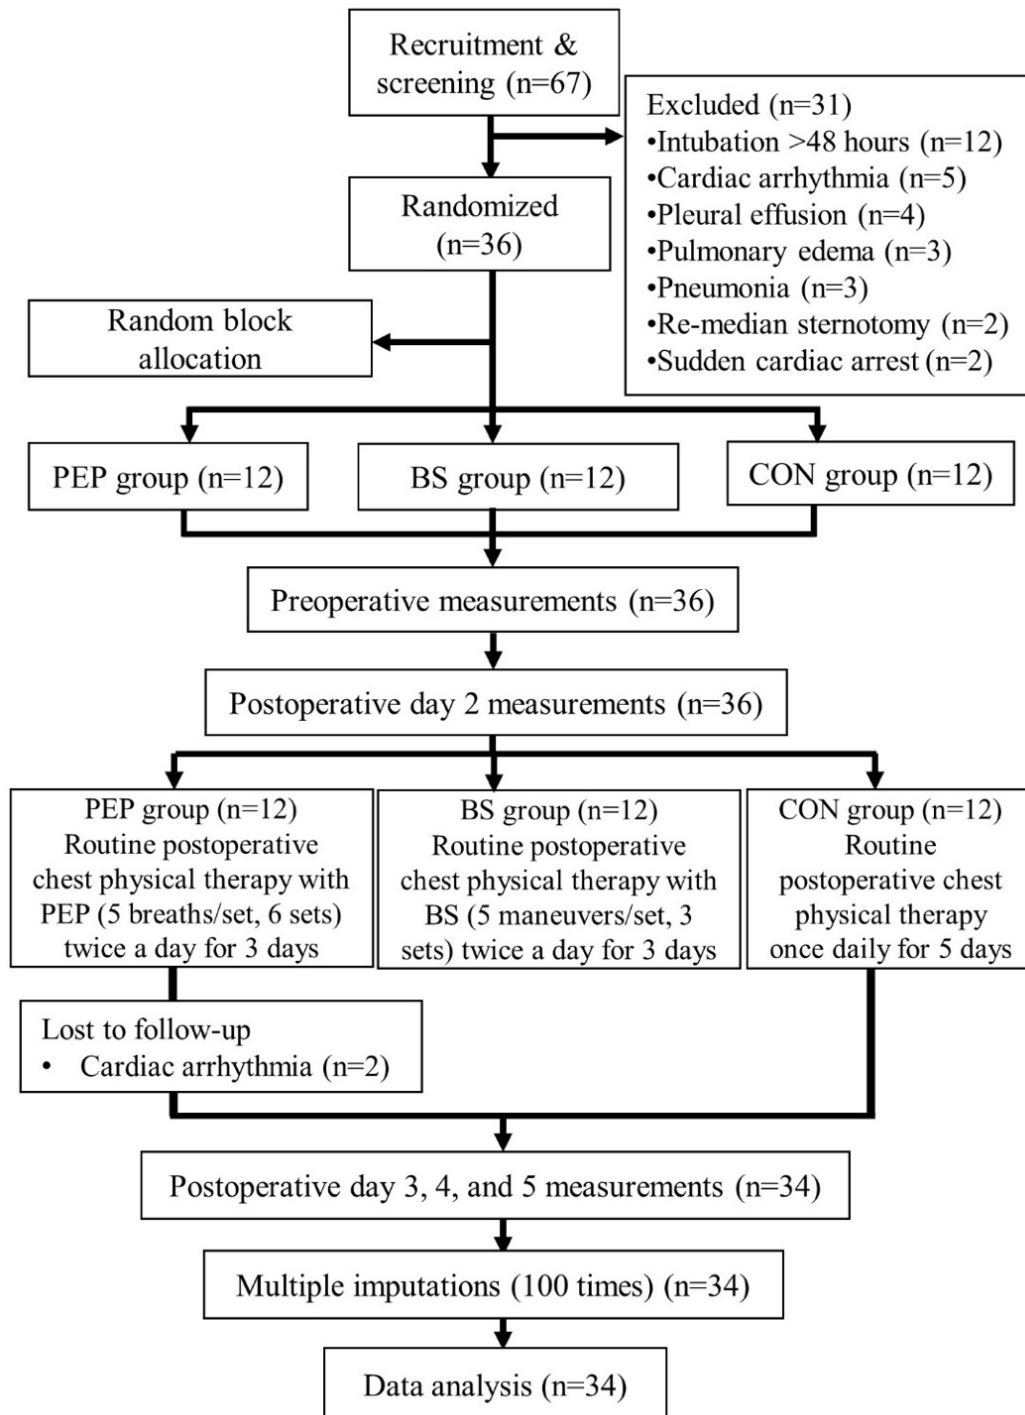 Recruitment &
screening (n=67)
Excluded (n=31)
•Intubation >48 hours (n=12)
•Cardiac arrhythmia (n=5)
•Pleural effusion (n=4)
•Pulmonary edema (n=3)
•Pneumonia (n=3)
•Re-median sternotomy (n=2)
•Sudden cardiac arrest (n=2)
Randomized
(n=36)
Random block
allocation
PEP group (n=12)
BS group (n=12)
CON group (n=12)
Preoperative measurements (n=36)
Postoperative day 2 measurements (n=36)
PEP group (n=12)
Routine postoperative
chest physical therapy with
PEP (5 breaths/set, 6 sets)
twice a day for 3 days
BS group (n=12)
Routine postoperative
chest physical therapy with
BS (5 maneuvers/set, 3
sets) twice a day for 3 days
CON group (n=12)
Routine
postoperative chest
physical therapy
once daily for 5 days
Lost to follow-up
• Cardiac arrhythmia (n=2)
Postoperative day 3, 4, and 5 measurements (n=34)
Multiple imputations (100 times) (n=34)
Data analysis (n=34)